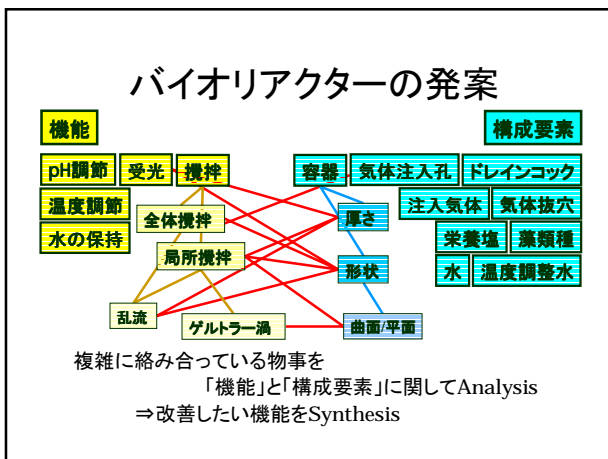 バイオリアクターの発案
機能
構成要素
pH調節 受光 攪拌
容器 気体注入孔 ドレインコック
温度調節
全体攪拌
厚さ
注入気体 気体抜穴
水の保持
局所攪拌
形状
栄養塩 藻類種
水 温度調整水
乱流
ゲルトラー渦
曲面/平面
複雑に絡み合っている物事を
「機能」と「構成要素」に関してAnalysis
⇒改善したい機能をSynthesis